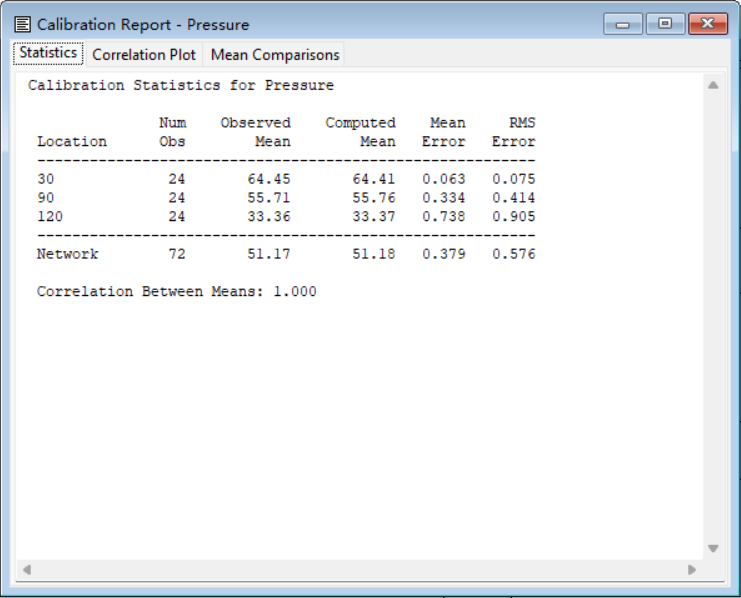 Calibration Report - Pressure
Statistics Correlation Plot Mean Comparisons
Calibration Statistics for Pressure
Num Observed Computed Mean RMS
Location Obs Mean Mean Error Error
----------------------------------------------------------
30 24 64.45 64.41 0.063 0.075
90 24 55.71 55.76 0.334 0.414
120 24 33.36 33.37 0.738 0.905
----------------------------------------------------------
Network 72 51.17 51.18 0.379 0.576
Correlation Between Means: 1.000